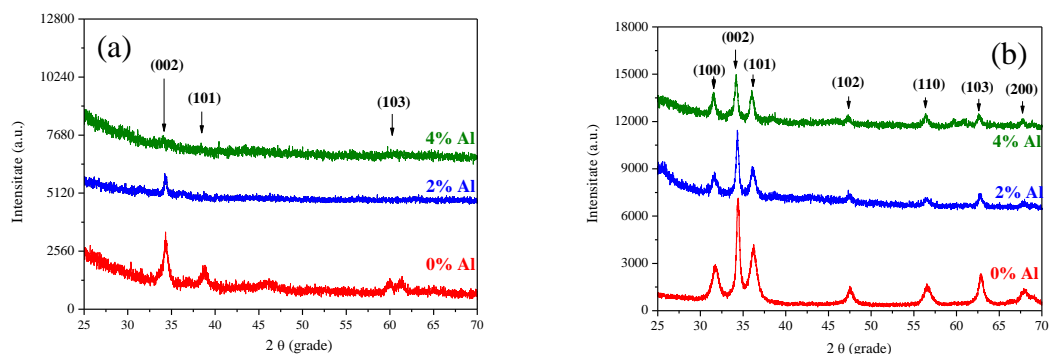 (a)
12800
10240
7680
5120
2560
0
Intensitate (a.u.)
(002)
(101)
(103)
4% Al
2% Al
0% Al
25 30 35 40 45 50 55 60 65 70
2 θ (grade)
(b)
18000
15000
12000
9000
6000
3000
0
Intensitate (a.u.)
(100)
(002)
(101)
(102)
(110)
(103)
(200)
4% Al
2% Al
0% Al
25 30 35 40 45 50 55 60 65 70
2 θ (grade)